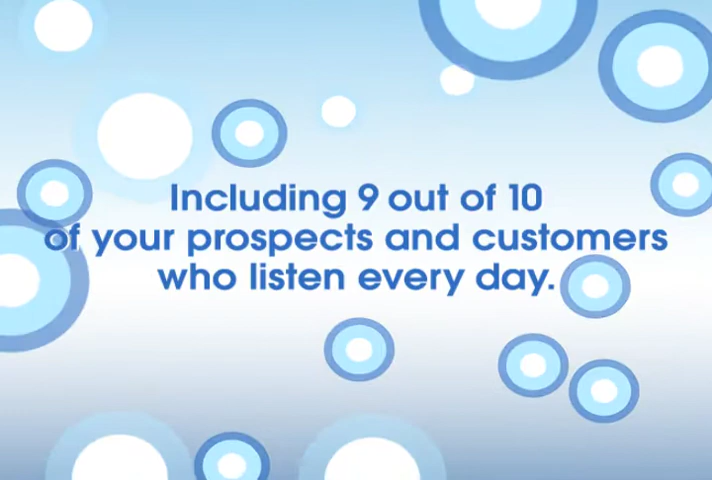 Including 9 out of 10
of your prospects and customers
who listen every day.